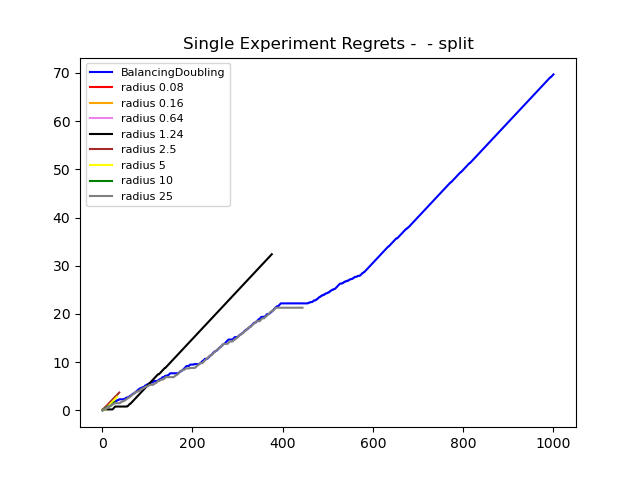 Single Experiment Regrets -  - split
70
60
50
40
30
20
10
0
BalancingDoubling
radius 0.08
radius 0.16
radius 0.64
radius 1.24
radius 2.5
radius 5
radius 10
radius 25
0 200 400 600 800 1000